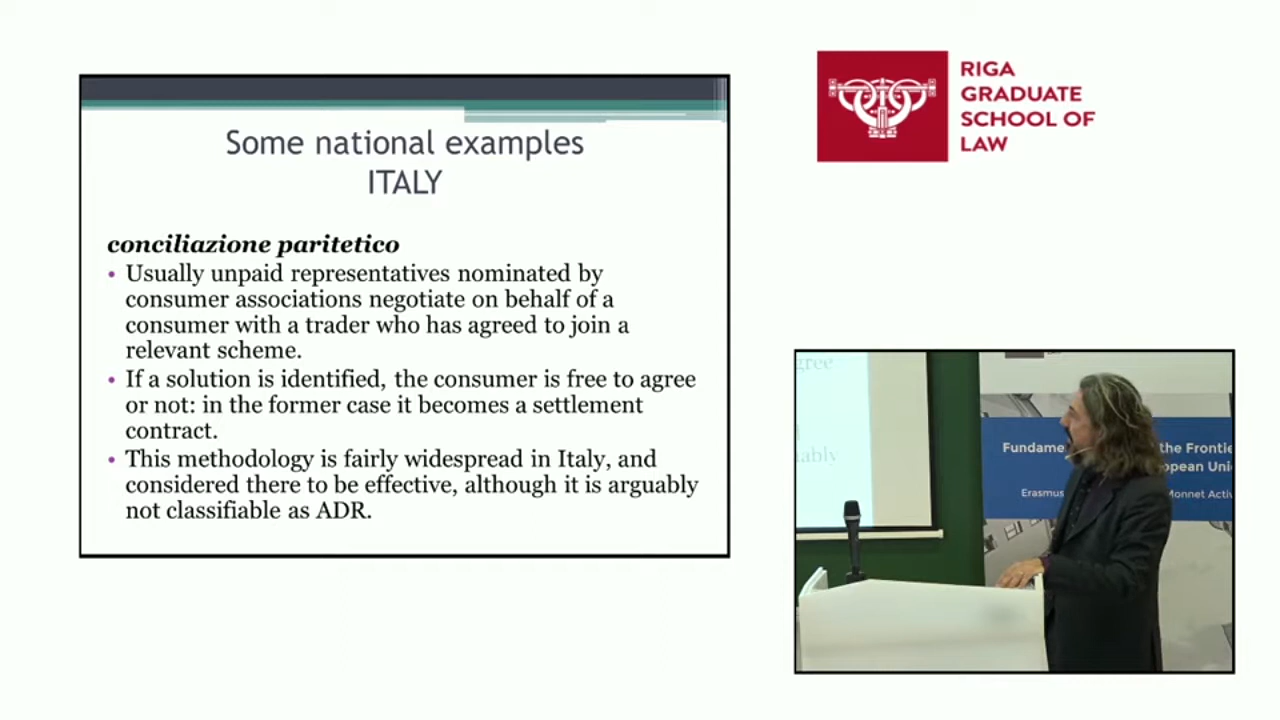 Some national examples
ITALY
conciliazione paritetico
• Usually unpaid representatives nominated by
consumer associations negotiate on behalf of a
consumer with a trader who has agreed to join a
relevant scheme.
• If a solution is identified, the consumer is free to agree
or not: in the former case it becomes a settlement
contract.
• This methodology is fairly widespread in Italy, and
considered there to be effective, although it is arguably
not classifiable as ADR.
RIGA
GRADUATE
SCHOOL OF
LAW
gree
Fundame
the Frontie
opean Uni
Erasmus
Monnet Activ